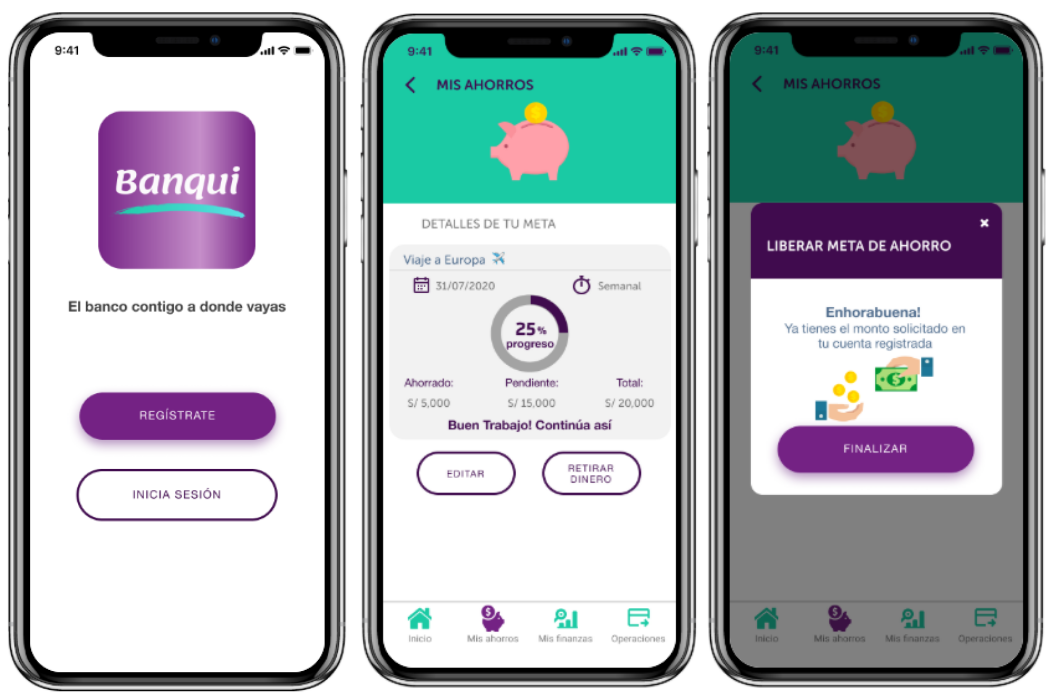 9:41
Banqui
El banco contigo a donde vayas
REGÍSTRATE
INICIA SESIÓN
9:41
MIS AHORROS
DETALLES DE TU META
Viaje a Europa
31/07/2020
Semanal
25%
progreso
Ahorrado: Pendiente: Total:
S/ 5,000 S/ 15,000 S/ 20,000
Buen Trabajo! Continúa así
EDITAR
RETIRAR
DINERO
Inicio Mis ahorros Mis finanzas Operaciones
9:41
MIS AHORROS
LIBERAR META DE AHORRO
Enhorabuena!
Ya tienes el monto solicitado en
tu cuenta registrada
FINALIZAR
Inicio Mis ahorros Mis finanzas Operaciones